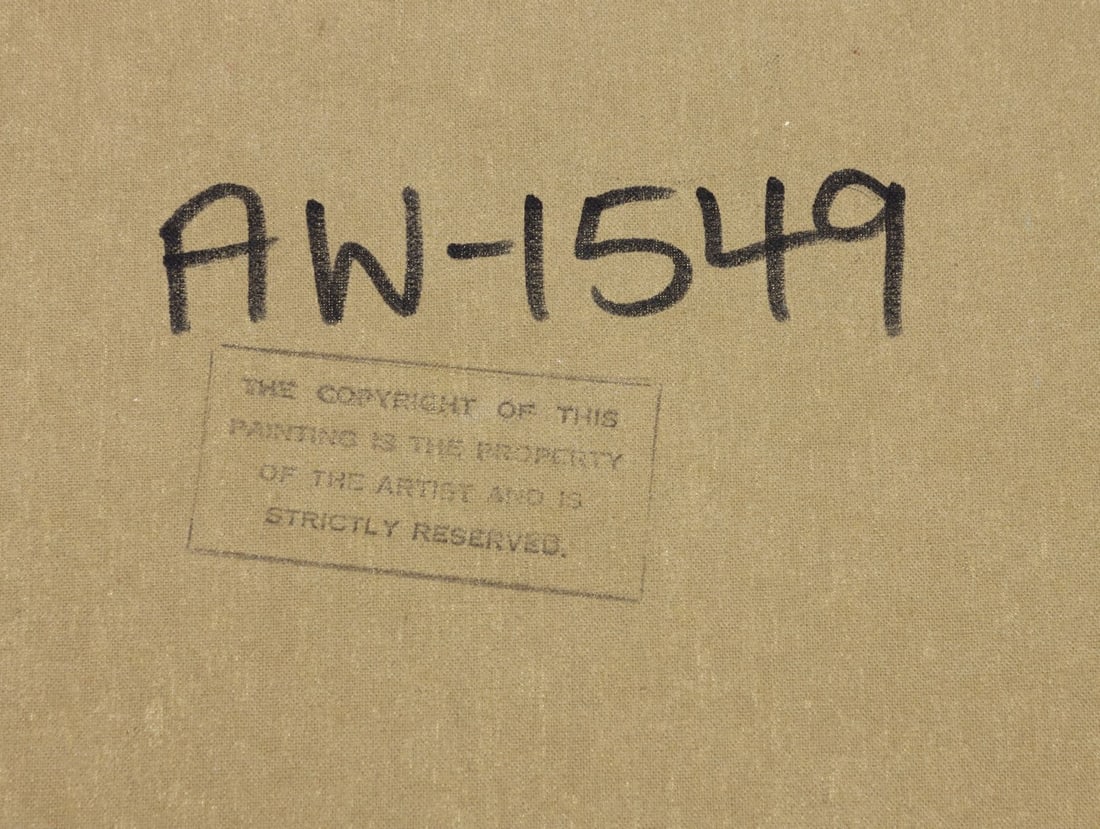 AW-1549
THE COPYRIGHT OF THIS
PAINTING IS THE PROPERTY
OF THE ARTIST AND IS
STRICTLY RESERVED.